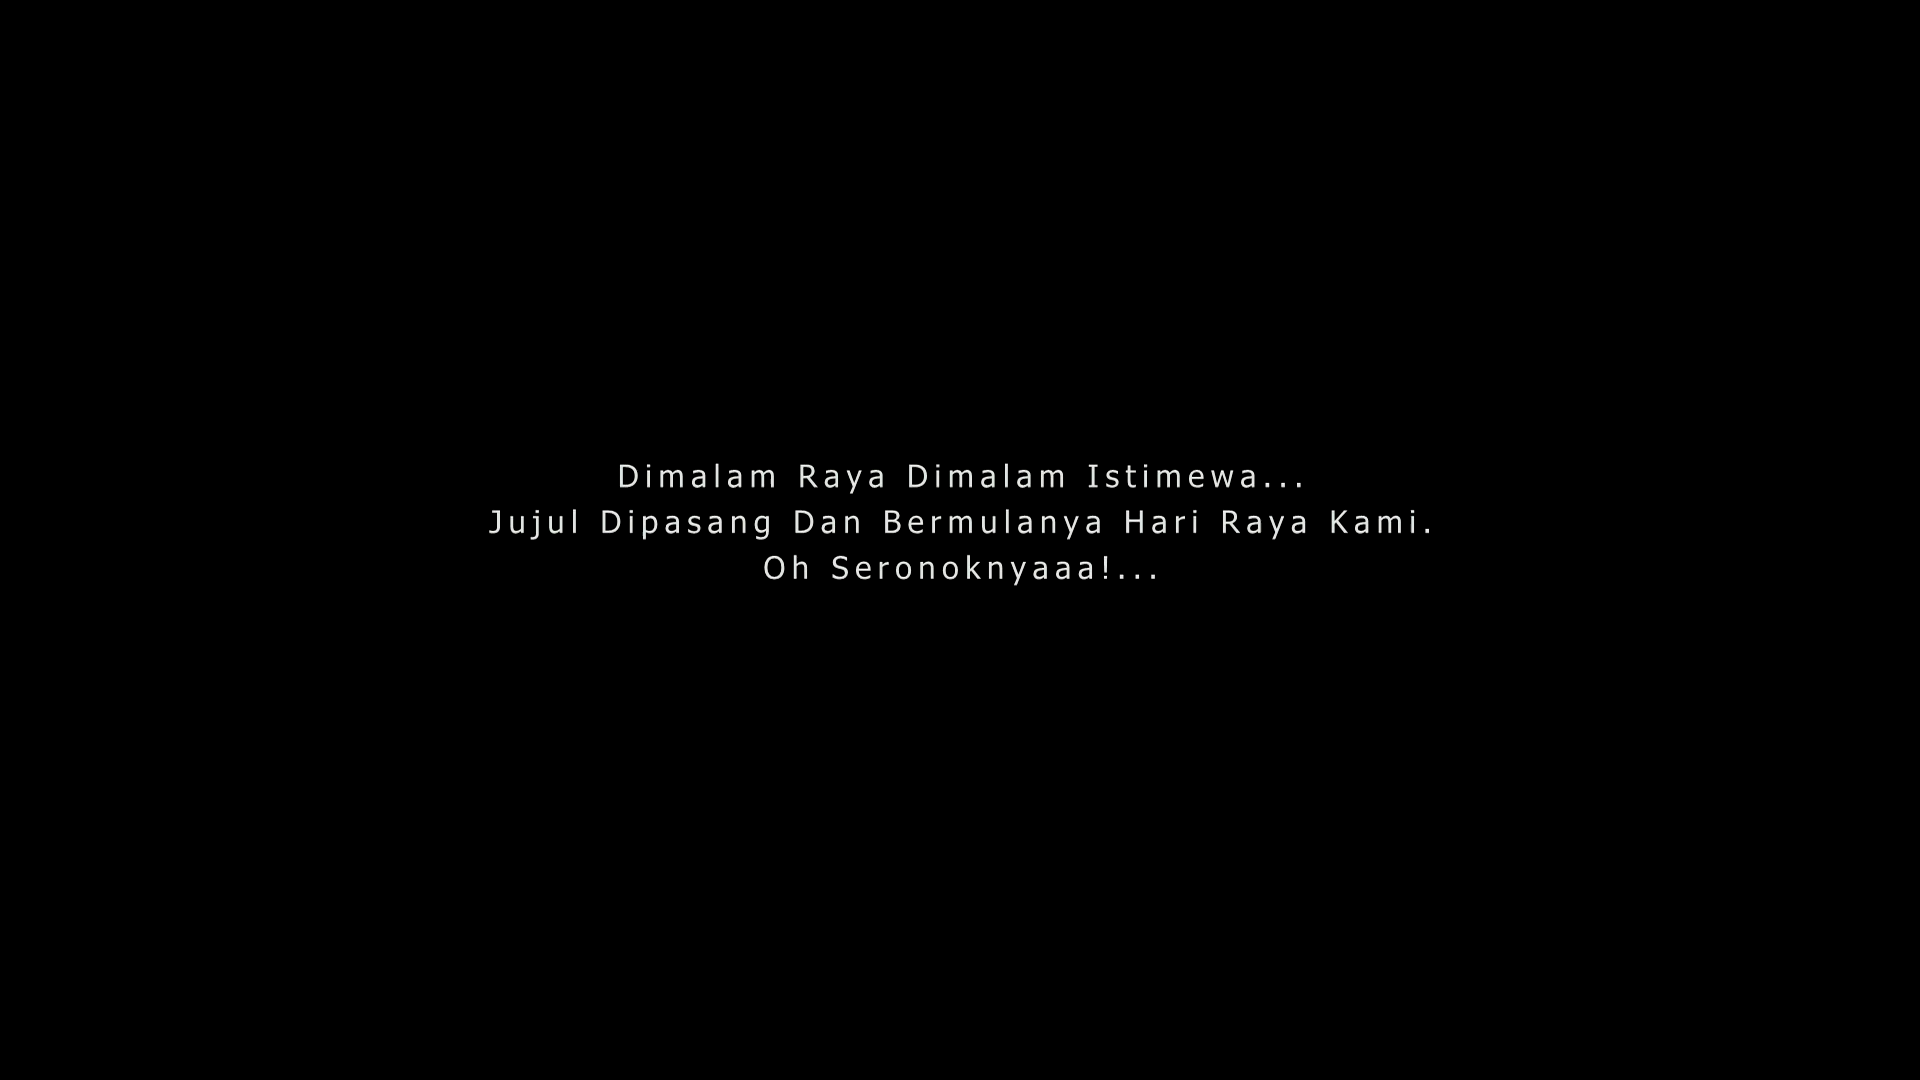 Dimalam Raya Dimalam Istimewa...
Jujul Dipasang Dan Bermulanya Hari Raya Kami.
Oh Seronoknyaaa!...